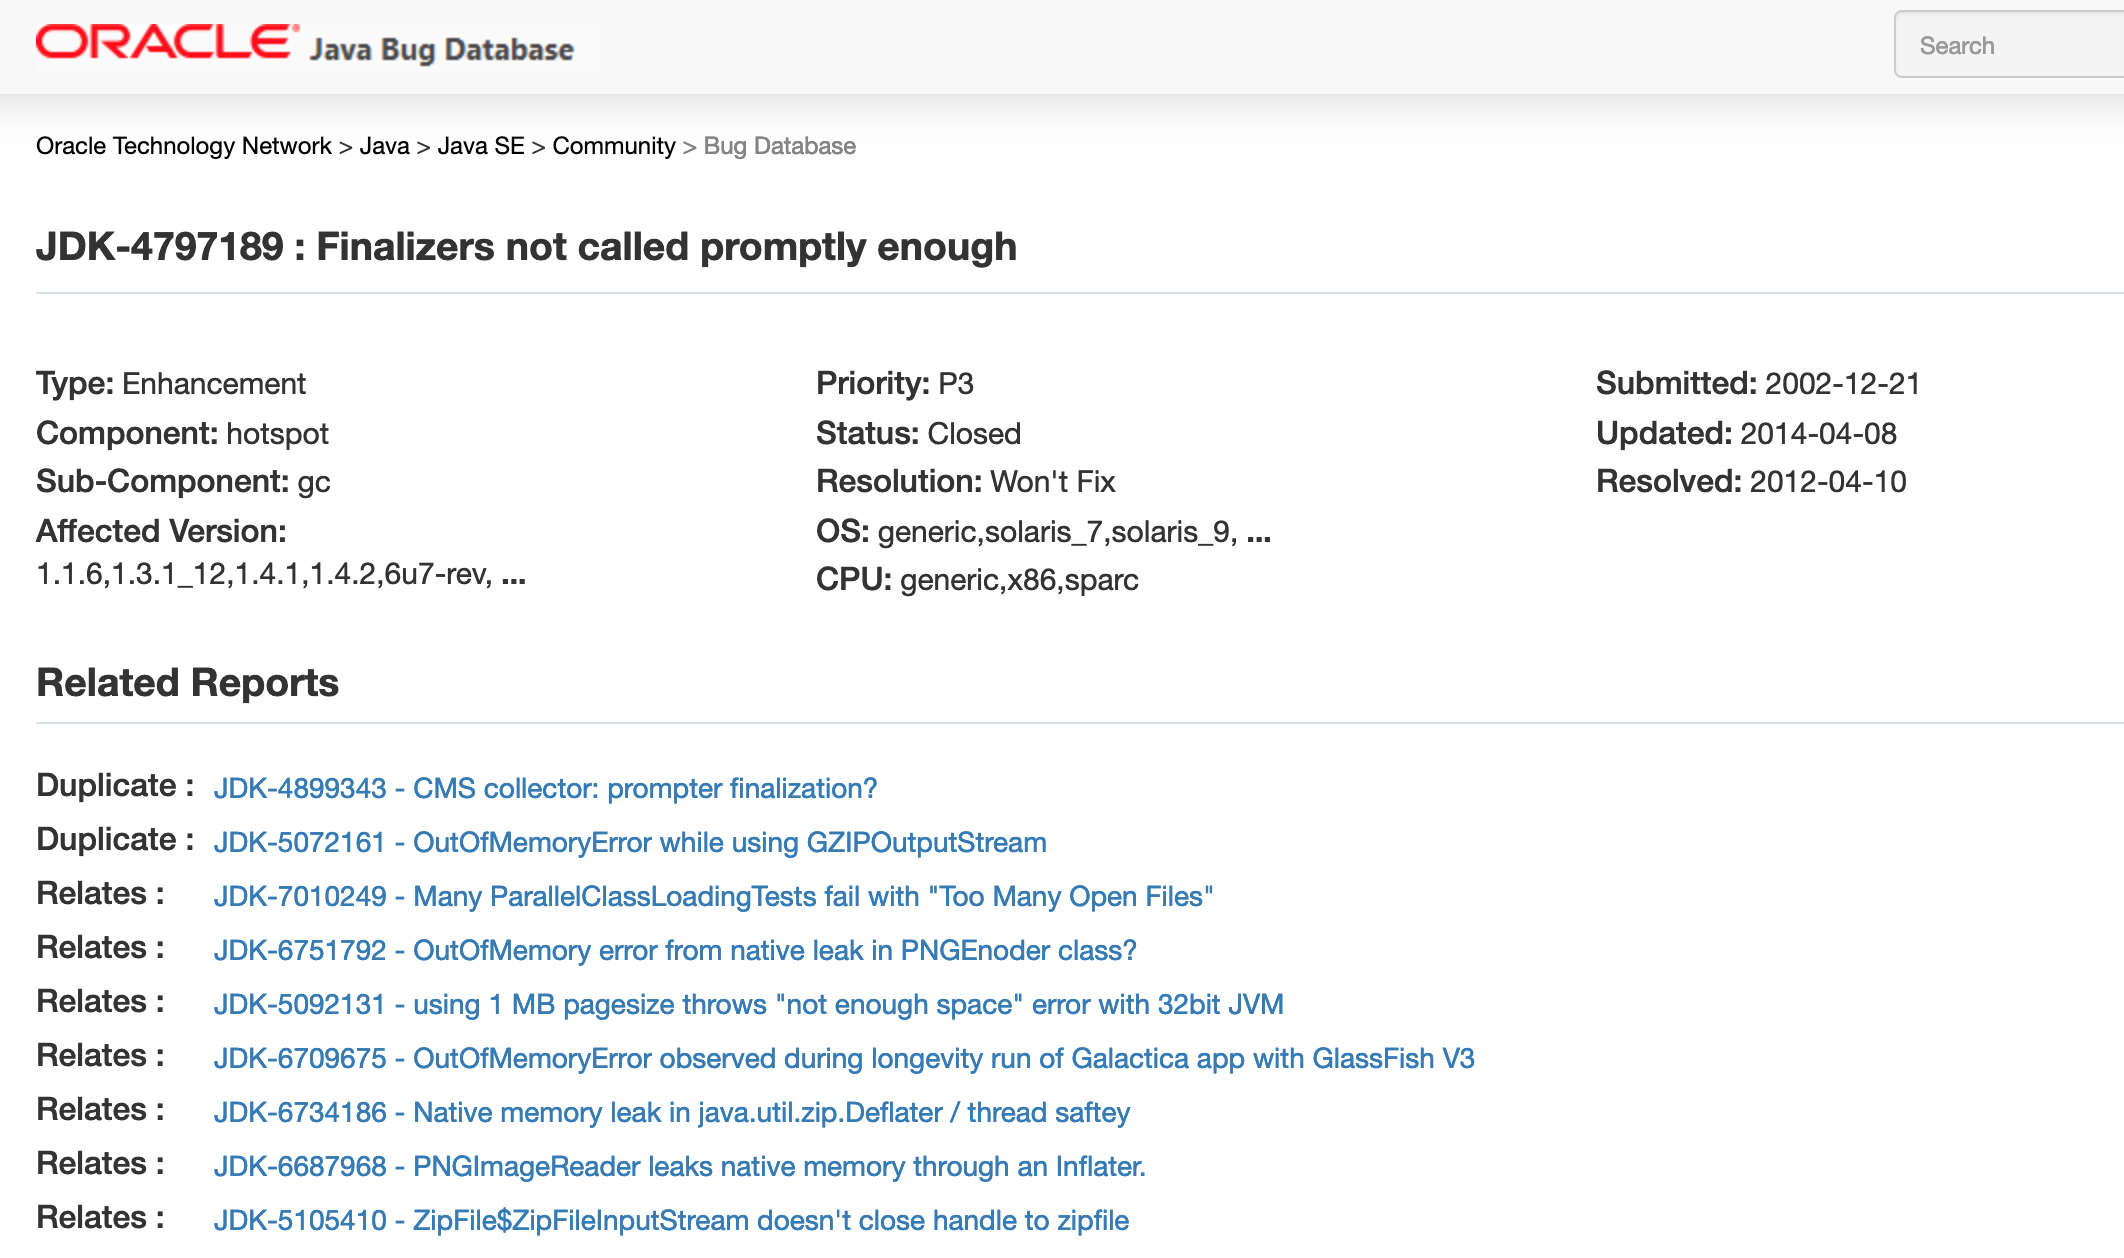 ORACLE Java Bug Database
Search
Oracle Technology Network > Java > Java SE > Community > Bug Database
JDK-4797189 : Finalizers not called promptly enough
Type: Enhancement
Component: hotspot
Sub-Component: gc
Affected Version:
1.1.6,1.3.1_12,1.4.1,1.4.2,6u7-rev, ...
Priority: P3
Status: Closed
Resolution: Won't Fix
OS: generic,solaris_7,solaris_9, ...
CPU: generic,x86,sparc
Submitted: 2002-12-21
Updated: 2014-04-08
Resolved: 2012-04-10
Related Reports
Duplicate : JDK-4899343 - CMS collector: prompter finalization?
Duplicate : JDK-5072161 - OutOfMemoryError while using GZIPOutputStream
Relates : JDK-7010249 - Many ParallelClassLoadingTests fail with "Too Many Open Files"
Relates : JDK-6751792 - OutOfMemory error from native leak in PNGEnoder class?
Relates : JDK-5092131 - using 1 MB pagesize throws "not enough space" error with 32bit JVM
Relates : JDK-6709675 - OutOfMemoryError observed during longevity run of Galactica app with GlassFish V3
Relates : JDK-6734186 - Native memory leak in java.util.zip.Deflater / thread saftey
Relates : JDK-6687968 - PNGImageReader leaks native memory through an Inflater.
Relates : JDK-5105410 - ZipFile$ZipFileInputStream doesn't close handle to zipfile